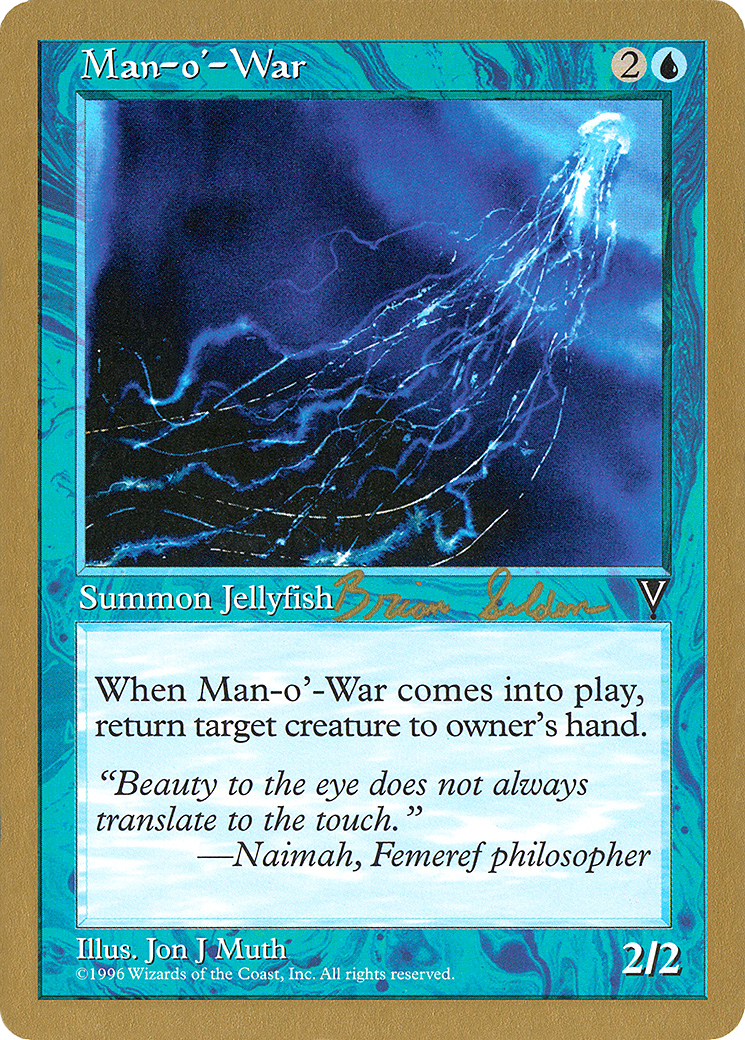 Man-o'-War 2
Summon Jellyfish Brian Selden V
When Man-o'-War comes into play,
return target creature to owner's hand.
“Beauty to the eye does not always
translate to the touch.”
—Naimah, Femeref philosopher
Illus. Jon J Muth
©1996 Wizards of the Coast, Inc. All rights reserved.
2/2